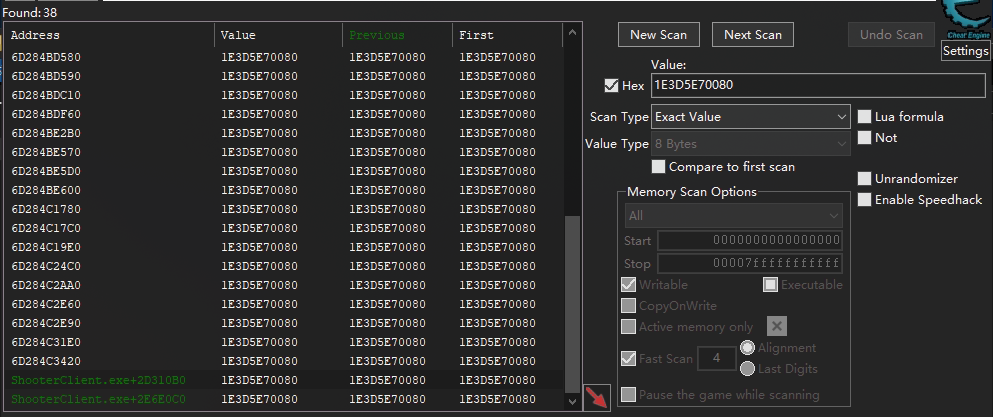 Found: 38
Address Value Previous First
6D284BD580 1E3D5E70080 1E3D5E70080 1E3D5E70080
6D284BD590 1E3D5E70080 1E3D5E70080 1E3D5E70080
6D284BDC10 1E3D5E70080 1E3D5E70080 1E3D5E70080
6D284BDF60 1E3D5E70080 1E3D5E70080 1E3D5E70080
6D284BE2B0 1E3D5E70080 1E3D5E70080 1E3D5E70080
6D284BE570 1E3D5E70080 1E3D5E70080 1E3D5E70080
6D284BE5D0 1E3D5E70080 1E3D5E70080 1E3D5E70080
6D284BE600 1E3D5E70080 1E3D5E70080 1E3D5E70080
6D284C1780 1E3D5E70080 1E3D5E70080 1E3D5E70080
6D284C17C0 1E3D5E70080 1E3D5E70080 1E3D5E70080
6D284C19E0 1E3D5E70080 1E3D5E70080 1E3D5E70080
6D284C24C0 1E3D5E70080 1E3D5E70080 1E3D5E70080
6D284C2AA0 1E3D5E70080 1E3D5E70080 1E3D5E70080
6D284C2E60 1E3D5E70080 1E3D5E70080 1E3D5E70080
6D284C2E90 1E3D5E70080 1E3D5E70080 1E3D5E70080
6D284C31E0 1E3D5E70080 1E3D5E70080 1E3D5E70080
6D284C3420 1E3D5E70080 1E3D5E70080 1E3D5E70080
ShooterClient.exe+2D310B0 1E3D5E70080 1E3D5E70080 1E3D5E70080
ShooterClient.exe+2E6E0C0 1E3D5E70080 1E3D5E70080 1E3D5E70080
New Scan Next Scan Undo Scan
Cheat Engine
Settings
Value:
Hex 1E3D5E70080
Scan Type Exact Value
Lua formula
Value Type 8 Bytes
Not
Compare to first scan
Unrandomizer
Enable Speedhack
Memory Scan Options
All
Start 0000000000000000
Stop 00007fffffffffff
Writable Executable
CopyOnWrite
Active memory only
Fast Scan 4 Alignment
Last Digits
Pause the game while scanning